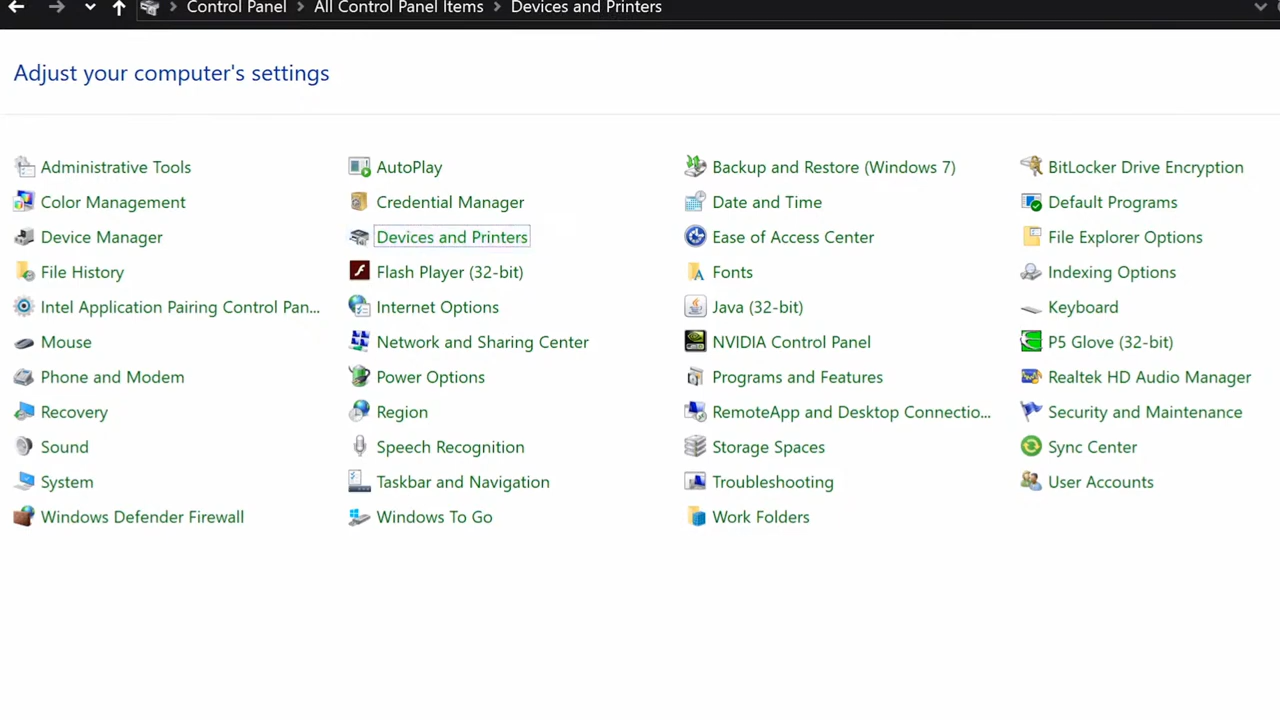 Control Panel > All Control Panel Items > Devices and Printers
Adjust your computer's settings
Administrative Tools
AutoPlay
Backup and Restore (Windows 7)
BitLocker Drive Encryption
Color Management
Credential Manager
Date and Time
Default Programs
Device Manager
Devices and Printers
Ease of Access Center
File Explorer Options
File History
Flash Player (32-bit)
Fonts
Indexing Options
Intel Application Pairing Control Pan...
Internet Options
Java (32-bit)
Keyboard
Mouse
Network and Sharing Center
NVIDIA Control Panel
P5 Glove (32-bit)
Phone and Modem
Power Options
Programs and Features
Realtek HD Audio Manager
Recovery
Region
RemoteApp and Desktop Connectio...
Security and Maintenance
Sound
Speech Recognition
Storage Spaces
Sync Center
System
Taskbar and Navigation
Troubleshooting
User Accounts
Windows Defender Firewall
Windows To Go
Work Folders